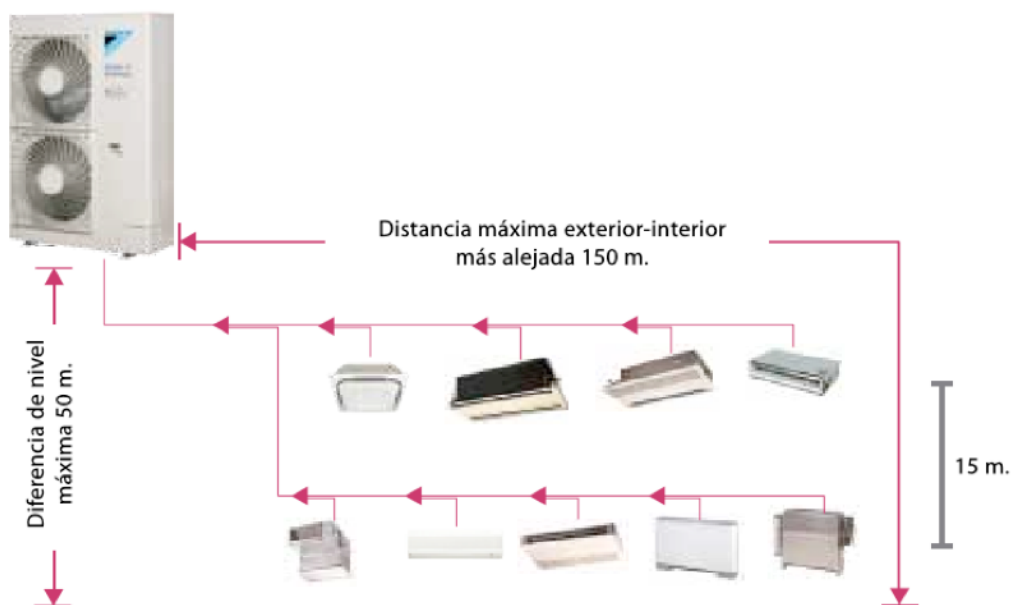 Distancia máxima exterior-interior
más alejada 150 m.
Diferencia de nivel
máxima 50 m.
15 m.